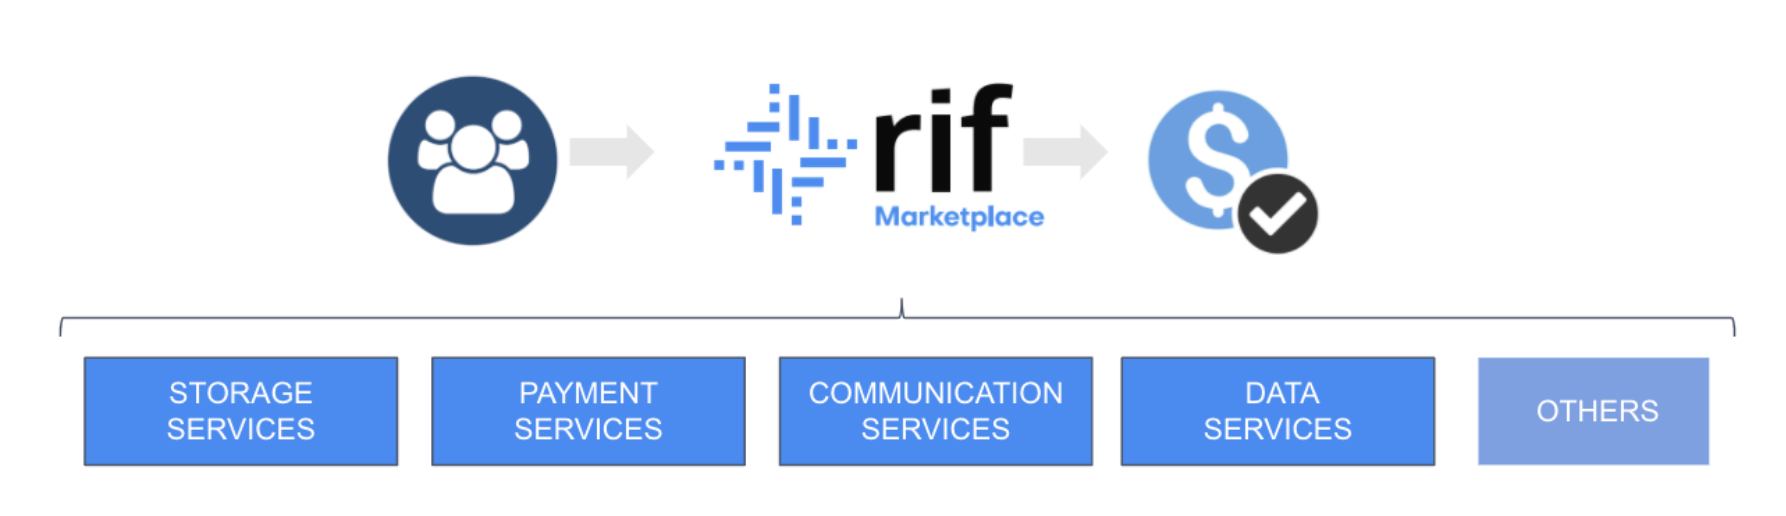 rif
Marketplace
STORAGE
SERVICES
PAYMENT
SERVICES
COMMUNICATION
SERVICES
DATA
SERVICES
OTHERS